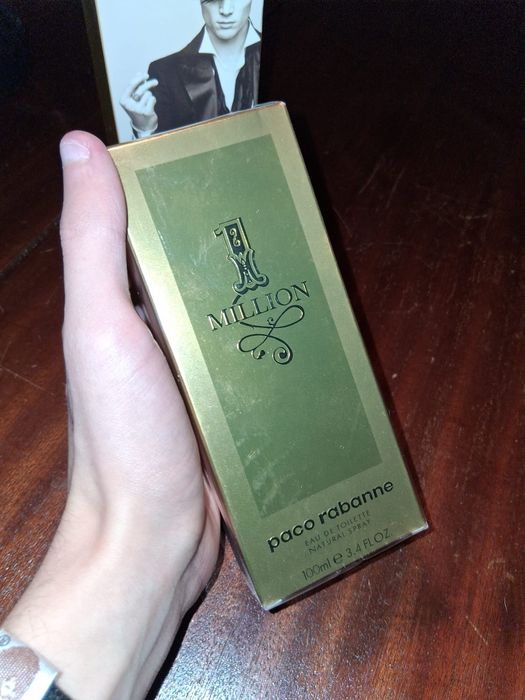 1
MILLION
paco rabanne
EAU DE TOILETTE
NATURAL SPRAY
100ml e 3.4 FL.OZ.